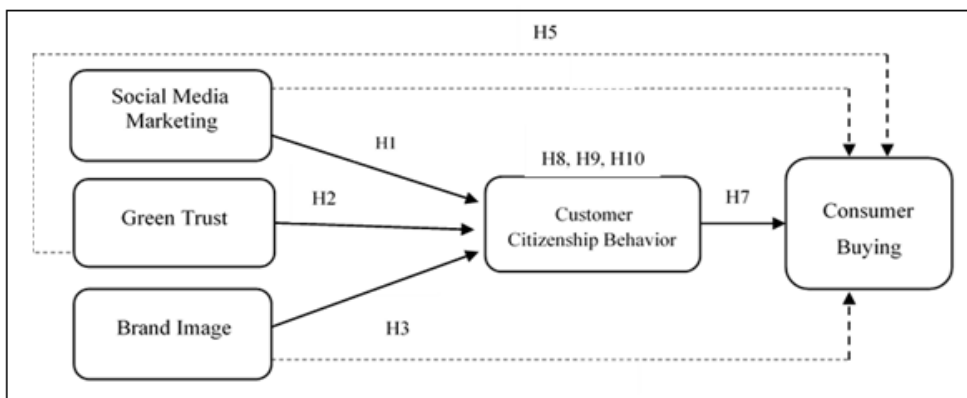 H5
Social Media
Marketing
H1
H8, H9, H10
H2
H7
Green Trust
Customer
Citizenship Behavior
Consumer
Buying
Brand Image
H3